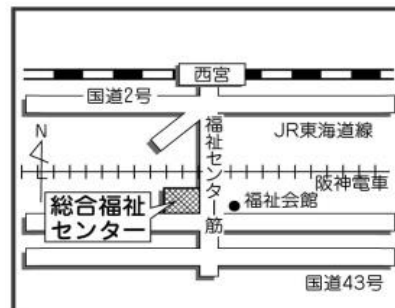 西宮
国道2号
JR東海道線
N
福祉センター筋
阪神電車
総合福祉
センター
福祉会館
国道43号